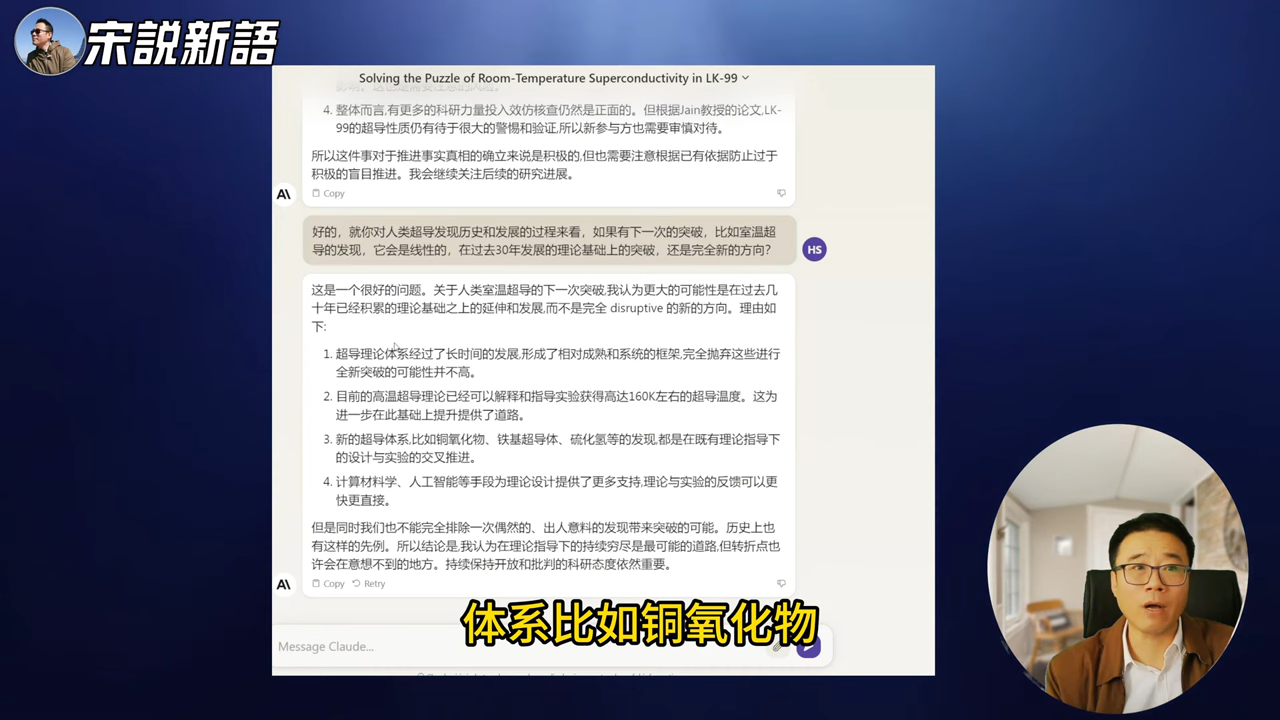 宋説新語
Solving the Puzzle of Room-Temperature Superconductivity in LK-99
4. 整体而言,有更多的科研力量投入效仿核查仍然是正面的。但根据Jain教授的论文,LK-
99的超导性质仍有待于很大的警惕和验证,所以新参与方也需要审慎对待。
所以这件事对于推进事实真相的确立来说是积极的,但也需要注意根据已有依据防止过于
积极的盲目推进。我会继续关注后续的研究进展。
A\
Copy
好的，就你对人类超导发现历史和发展的过程来看，如果有下一次的突破，比如室温超
导的发现，它会是线性的，在过去30年发展的理论基础上的突破，还是完全新的方向？
HS
这是一个很好的问题。关于人类室温超导的下一次突破,我认为更大的可能性是在过去几
十年已经积累的理论基础之上的延伸和发展,而不是完全 disruptive 的新的方向。理由如
下:
1. 超导理论体系经过了长时间的发展,形成了相对成熟和系统的框架,完全抛弃这些进行
全新突破的可能性并不高。
2. 目前的高温超导理论已经可以解释和指导实验获得高达160K左右的超导温度。这为
进一步在此基础上提升提供了道路。
3. 新的超导体系,比如铜氧化物、铁基超导体、硫化氢等的发现,都是在既有理论指导下
的设计与实验的交叉推进。
4. 计算材料学、人工智能等手段为理论设计提供了更多支持,理论与实验的反馈可以更
快更直接。
但是同时我们也不能完全排除一次偶然的、出人意料的发现带来突破的可能。历史上也
有这样的先例。所以结论是,我认为在理论指导下的持续穷尽是最可能的道路,但转折点也
许会在意想不到的地方。持续保持开放和批判的科研态度依然重要。
A\
Copy Retry
体系比如铜氧化物
Message Claude...